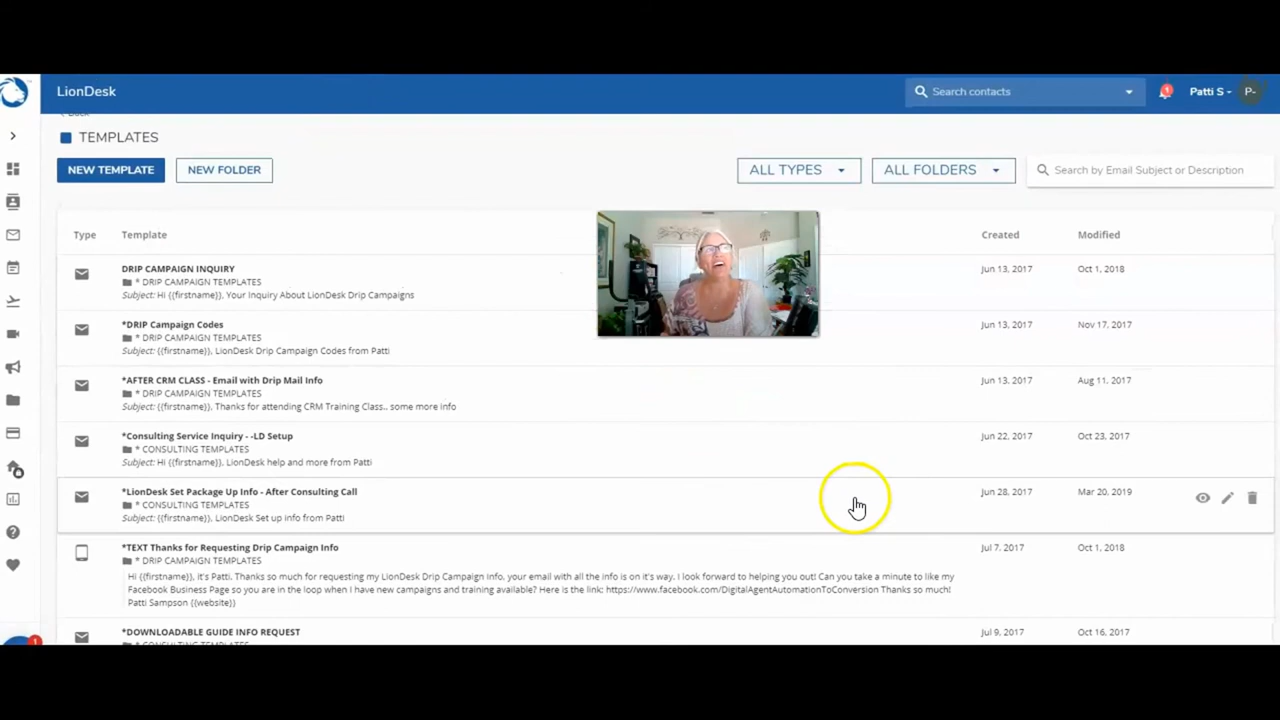 LionDesk
Search contacts
1
Patti S
P-
Back
TEMPLATES
NEW TEMPLATE
NEW FOLDER
ALL TYPES
ALL FOLDERS
Search by Email Subject or Description
Type
Template
Created
Modified
DRIP CAMPAIGN INQUIRY
Jun 13, 2017
Oct 1, 2018
* DRIP CAMPAIGN TEMPLATES
Subject: Hi {{firstname}}, Your Inquiry About LionDesk Drip Campaigns
*DRIP Campaign Codes
Jun 13, 2017
Nov 17, 2017
* DRIP CAMPAIGN TEMPLATES
Subject: {{firstname}}, LionDesk Drip Campaign Codes from Patti
*AFTER CRM CLASS - Email with Drip Mail Info
Jun 13, 2017
Aug 11, 2017
* DRIP CAMPAIGN TEMPLATES
Subject: {{firstname}}, Thanks for attending CRM Training Class.. some more info
*Consulting Service Inquiry - -LD Setup
Jun 22, 2017
Oct 23, 2017
* CONSULTING TEMPLATES
Subject: Hi {{firstname}}, LionDesk help and more from Patti
*LionDesk Set Package Up Info - After Consulting Call
Jun 28, 2017
Mar 20, 2019
* CONSULTING TEMPLATES
Subject: {{firstname}}, LionDesk Set up info from Patti
*TEXT Thanks for Requesting Drip Campaign Info
Jul 7, 2017
Oct 1, 2018
* DRIP CAMPAIGN TEMPLATES
Hi {{firstname}}, it's Patti. Thanks so much for requesting my LionDesk Drip Campaign Info, your email with all the info is on it's way. I look forward to helping you out! Can you take a minute to like my
Facebook Business Page so you are in the loop when I have new campaigns and training available? Here is the link: https://www.facebook.com/DigitalAgentAutomationToConversion Thanks so much!
Patti Sampson {{website}}
*DOWNLOADABLE GUIDE INFO REQUEST
Jul 9, 2017
Oct 16, 2017
* CONSULTING TEMPLATES
1